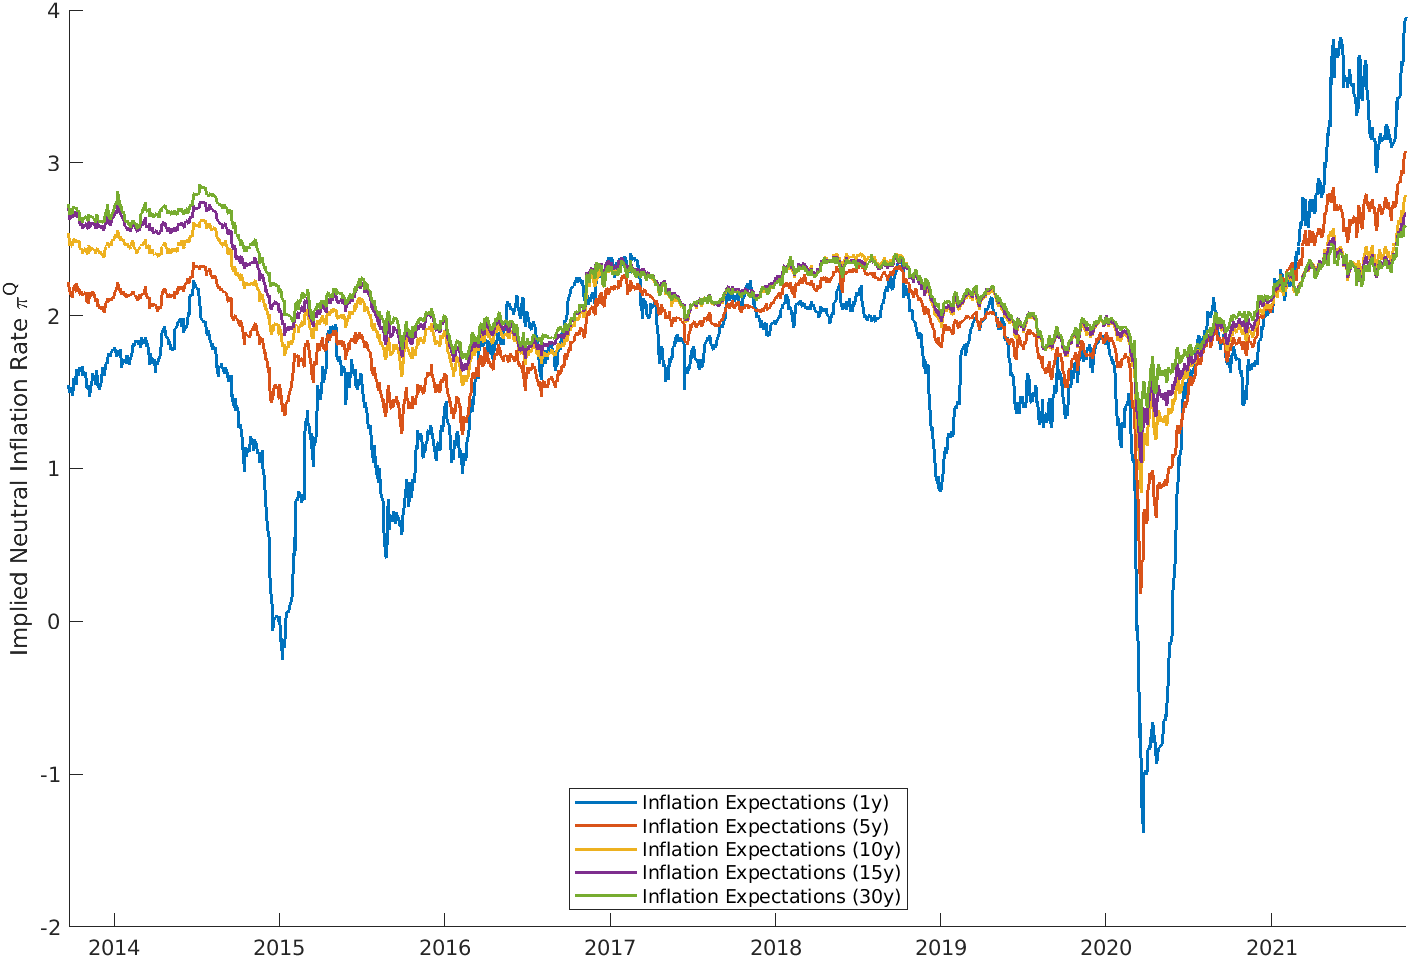 4
3
2
1
0
-1
-2
Implied Neutral Inflation Rate π^Q
Inflation Expectations (1y)
Inflation Expectations (5y)
Inflation Expectations (10y)
Inflation Expectations (15y)
Inflation Expectations (30y)
2014 2015 2016 2017 2018 2019 2020 2021